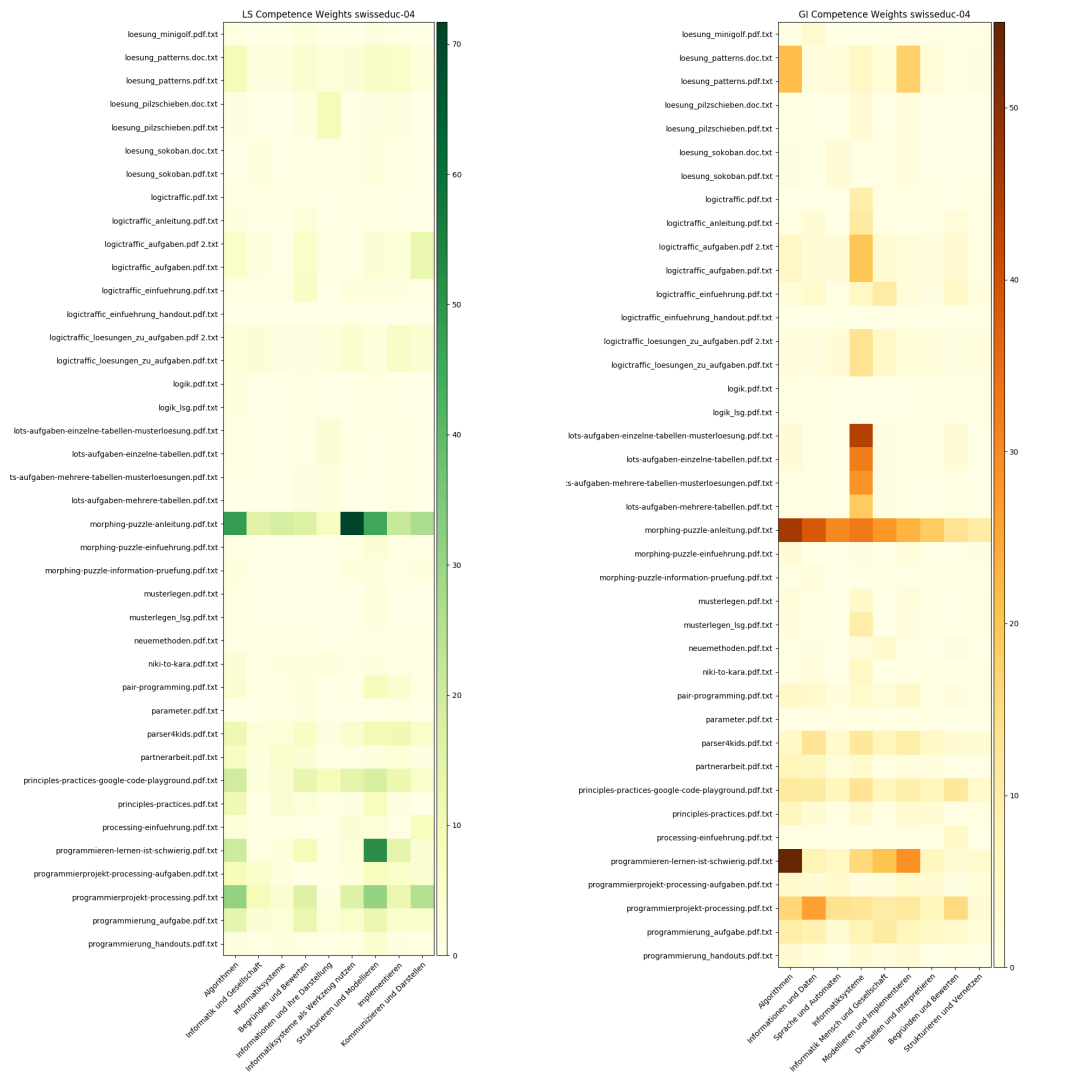 LS Competence Weights swisseduc-04
loesung_minigolf.pdf.txt
loesung_patterns.doc.txt
loesung_patterns.pdf.txt
loesung_pilzschieben.doc.txt
loesung_pilzschieben.pdf.txt
loesung_sokoban.doc.txt
loesung_sokoban.pdf.txt
logictraffic.pdf.txt
logictraffic_anleitung.pdf.txt
logictraffic_aufgaben.pdf 2.txt
logictraffic_aufgaben.pdf.txt
logictraffic_einfuehrung.pdf.txt
logictraffic_einfuehrung_handout.pdf.txt
logictraffic_loesungen_zu_aufgaben.pdf 2.txt
logictraffic_loesungen_zu_aufgaben.pdf.txt
logik.pdf.txt
logik_lsg.pdf.txt
lots-aufgaben-einzelne-tabellen-musterloesung.pdf.txt
lots-aufgaben-einzelne-tabellen.pdf.txt
ts-aufgaben-mehrere-tabellen-musterloesungen.pdf.txt
lots-aufgaben-mehrere-tabellen.pdf.txt
morphing-puzzle-anleitung.pdf.txt
morphing-puzzle-einfuehrung.pdf.txt
morphing-puzzle-information-pruefung.pdf.txt
musterlegen.pdf.txt
musterlegen_lsg.pdf.txt
neuemethoden.pdf.txt
niki-to-kara.pdf.txt
pair-programming.pdf.txt
parameter.pdf.txt
parser4kids.pdf.txt
partnerarbeit.pdf.txt
principles-practices-google-code-playground.pdf.txt
principles-practices.pdf.txt
processing-einfuehrung.pdf.txt
programmieren-lernen-ist-schwierig.pdf.txt
programmierprojekt-processing-aufgaben.pdf.txt
programmierprojekt-processing.pdf.txt
programmierung_aufgabe.pdf.txt
programmierung_handouts.pdf.txt
Algorithmen
Informatik und Gesellschaft
Informatiksysteme
Begründen und Bewerten
Informationen und ihre Darstellung
Informatiksysteme als Werkzeug nutzen
Strukturieren und Modellieren
Implementieren
Kommunizieren und Darstellen
70
60
50
40
30
20
10
0
GI Competence Weights swisseduc-04
loesung_minigolf.pdf.txt
loesung_patterns.doc.txt
loesung_patterns.pdf.txt
loesung_pilzschieben.doc.txt
loesung_pilzschieben.pdf.txt
loesung_sokoban.doc.txt
loesung_sokoban.pdf.txt
logictraffic.pdf.txt
logictraffic_anleitung.pdf.txt
logictraffic_aufgaben.pdf 2.txt
logictraffic_aufgaben.pdf.txt
logictraffic_einfuehrung.pdf.txt
logictraffic_einfuehrung_handout.pdf.txt
logictraffic_loesungen_zu_aufgaben.pdf 2.txt
logictraffic_loesungen_zu_aufgaben.pdf.txt
logik.pdf.txt
logik_lsg.pdf.txt
lots-aufgaben-einzelne-tabellen-musterloesung.pdf.txt
lots-aufgaben-einzelne-tabellen.pdf.txt
s-aufgaben-mehrere-tabellen-musterloesungen.pdf.txt
lots-aufgaben-mehrere-tabellen.pdf.txt
morphing-puzzle-anleitung.pdf.txt
morphing-puzzle-einfuehrung.pdf.txt
morphing-puzzle-information-pruefung.pdf.txt
musterlegen.pdf.txt
musterlegen_lsg.pdf.txt
neuemethoden.pdf.txt
niki-to-kara.pdf.txt
pair-programming.pdf.txt
parameter.pdf.txt
parser4kids.pdf.txt
partnerarbeit.pdf.txt
principles-practices-google-code-playground.pdf.txt
principles-practices.pdf.txt
processing-einfuehrung.pdf.txt
programmieren-lernen-ist-schwierig.pdf.txt
programmierprojekt-processing-aufgaben.pdf.txt
programmierprojekt-processing.pdf.txt
programmierung_aufgabe.pdf.txt
programmierung_handouts.pdf.txt
Algorithmen
Informationen und Daten
Sprache und Automaten
Informatiksysteme
Informatik Mensch und Gesellschaft
Modellieren und Implementieren
Darstellen und Interpretieren
Begründen und Bewerten
Strukturieren und Vernetzen
50
40
30
20
10
0